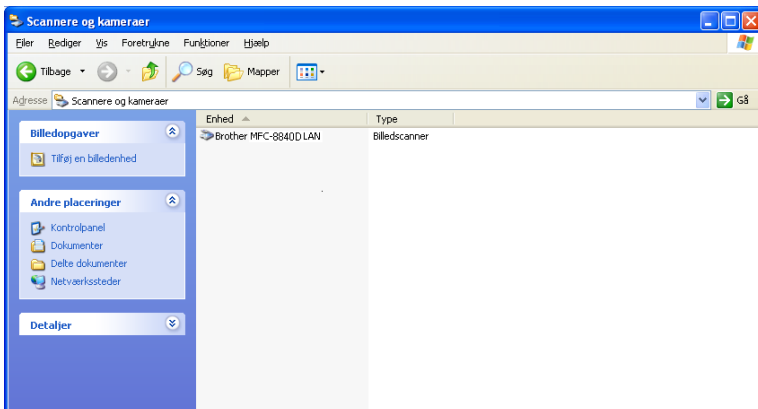 Scannere og kameraer
Filer Rediger Vis Foretrukne Funktioner Hjælp
Tilbage Søg Mapper
Adresse Scannere og kameraer Gå
Enhed Type
Billedopgaver
Brother MFC-8840D LAN Billedscanner
Tilføj en billedenhed
Andre placeringer
Kontrolpanel
Dokumenter
Delte dokumenter
Netværkssteder
Detaljer